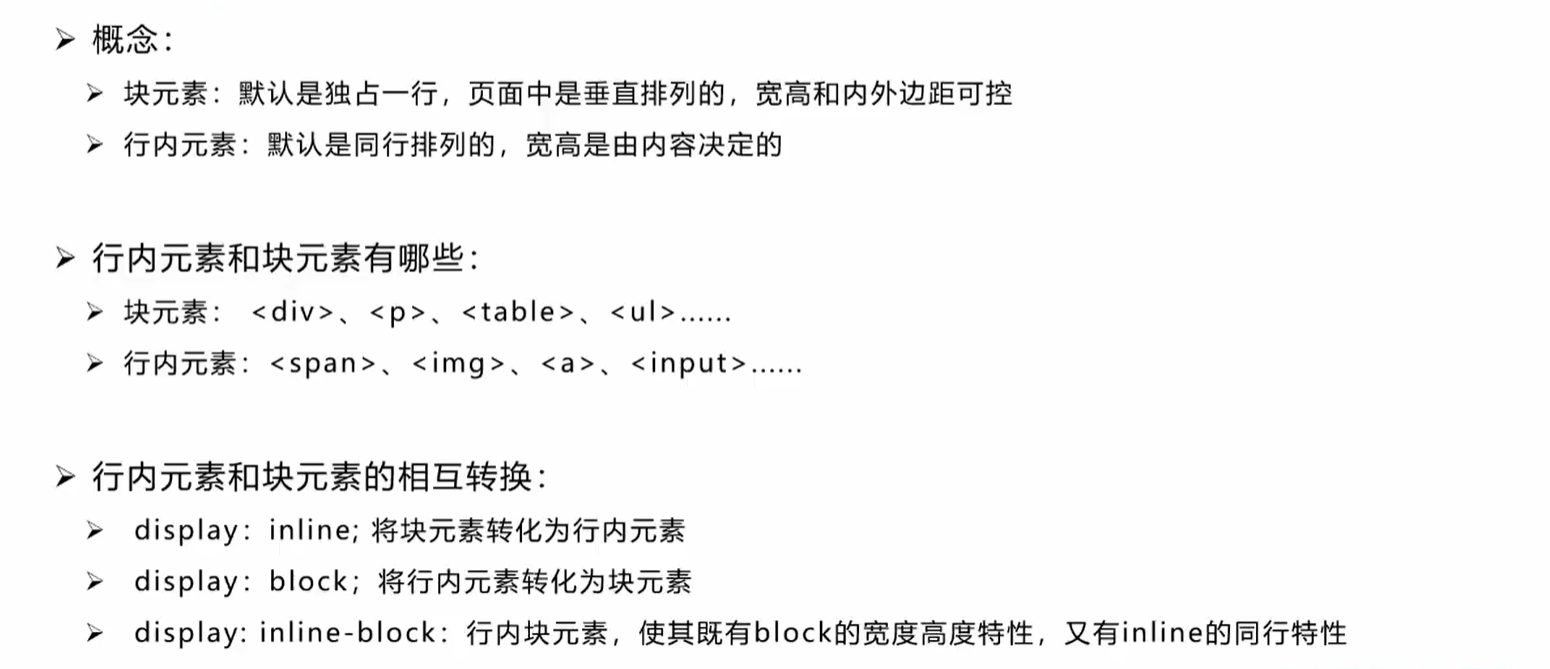 ➢ 概念：
➢ 块元素：默认是独占一行，页面中是垂直排列的，宽高和内外边距可控
➢ 行内元素：默认是同行排列的，宽高是由内容决定的
➢ 行内元素和块元素有哪些：
➢ 块元素： <div>、<p>、<table>、<ul>......
➢ 行内元素：<span>、<img>、<a>、<input>......
➢ 行内元素和块元素的相互转换：
➢ display：inline; 将块元素转化为行内元素
➢ display：block；将行内元素转化为块元素
➢ display: inline-block：行内块元素，使其既有block的宽度高度特性，又有inline的同行特性